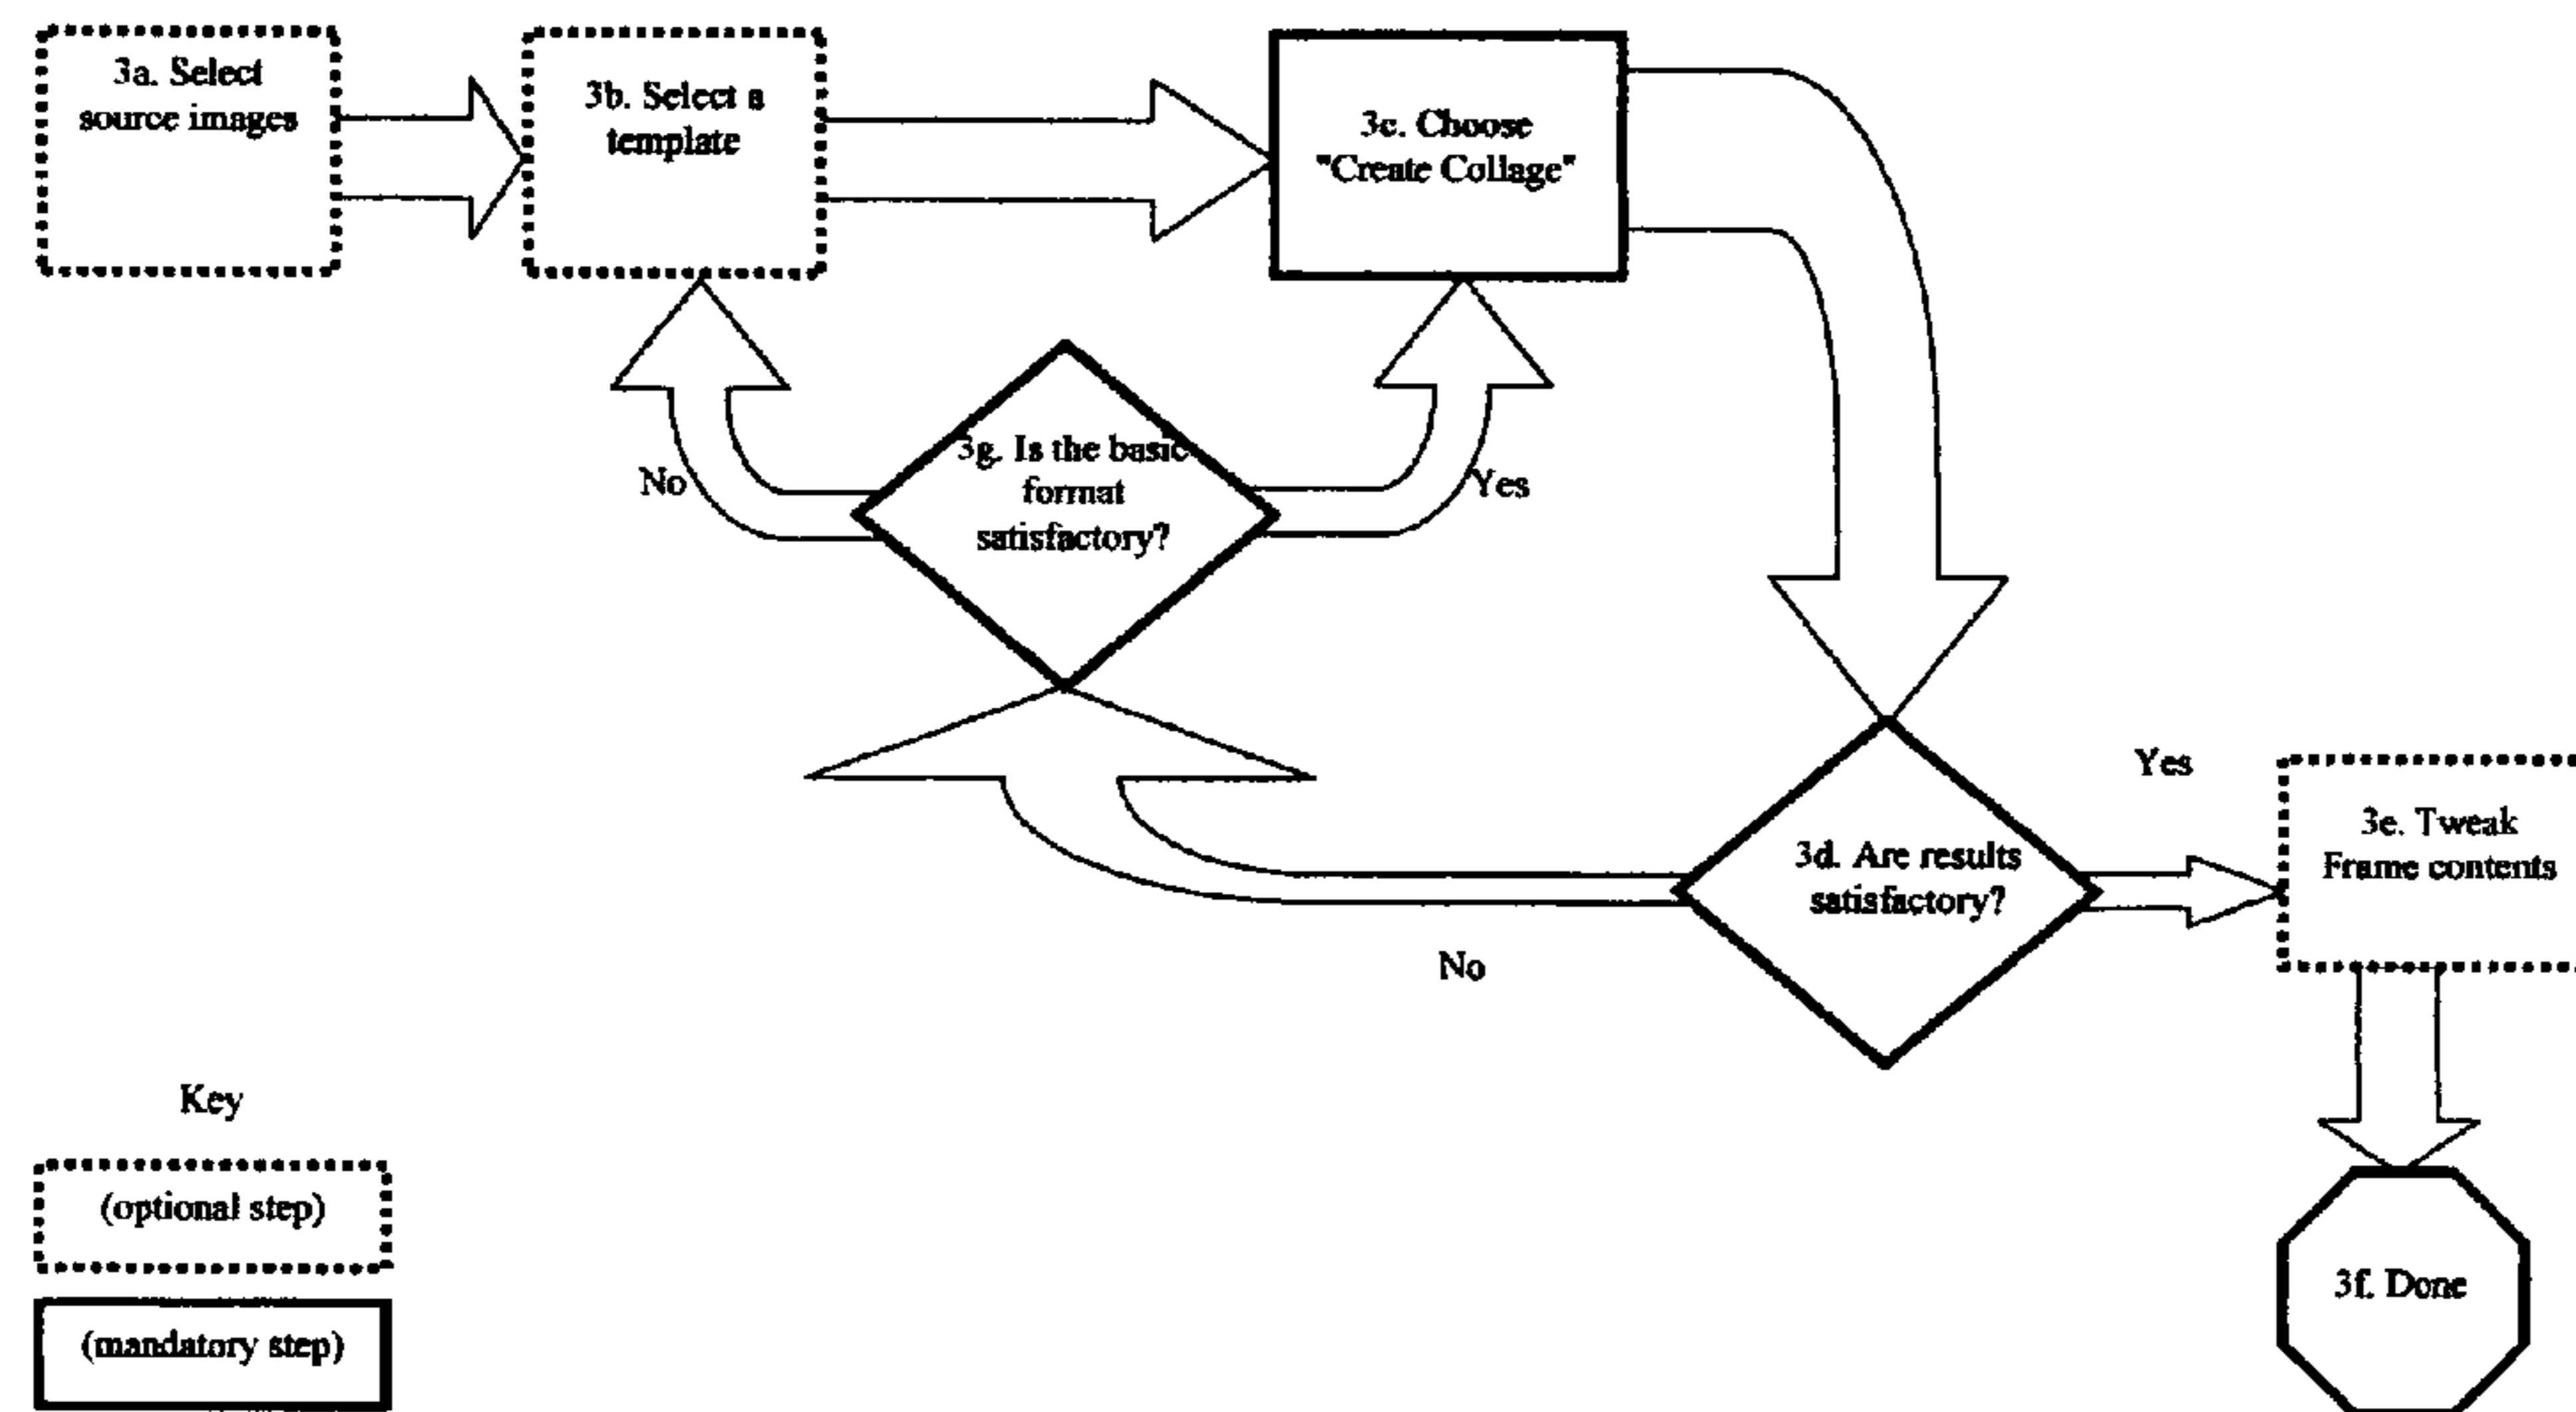 3a. Select
source images
3b. Select a
template
3c. Choose
"Create Collage"
3g. Is the basic
format
satisfactory?
No
Yes
Yes
3d. Are results
satisfactory?
3e. Tweak
Frame contents
No
Key
(optional step)
(mandatory step)
3f. Done